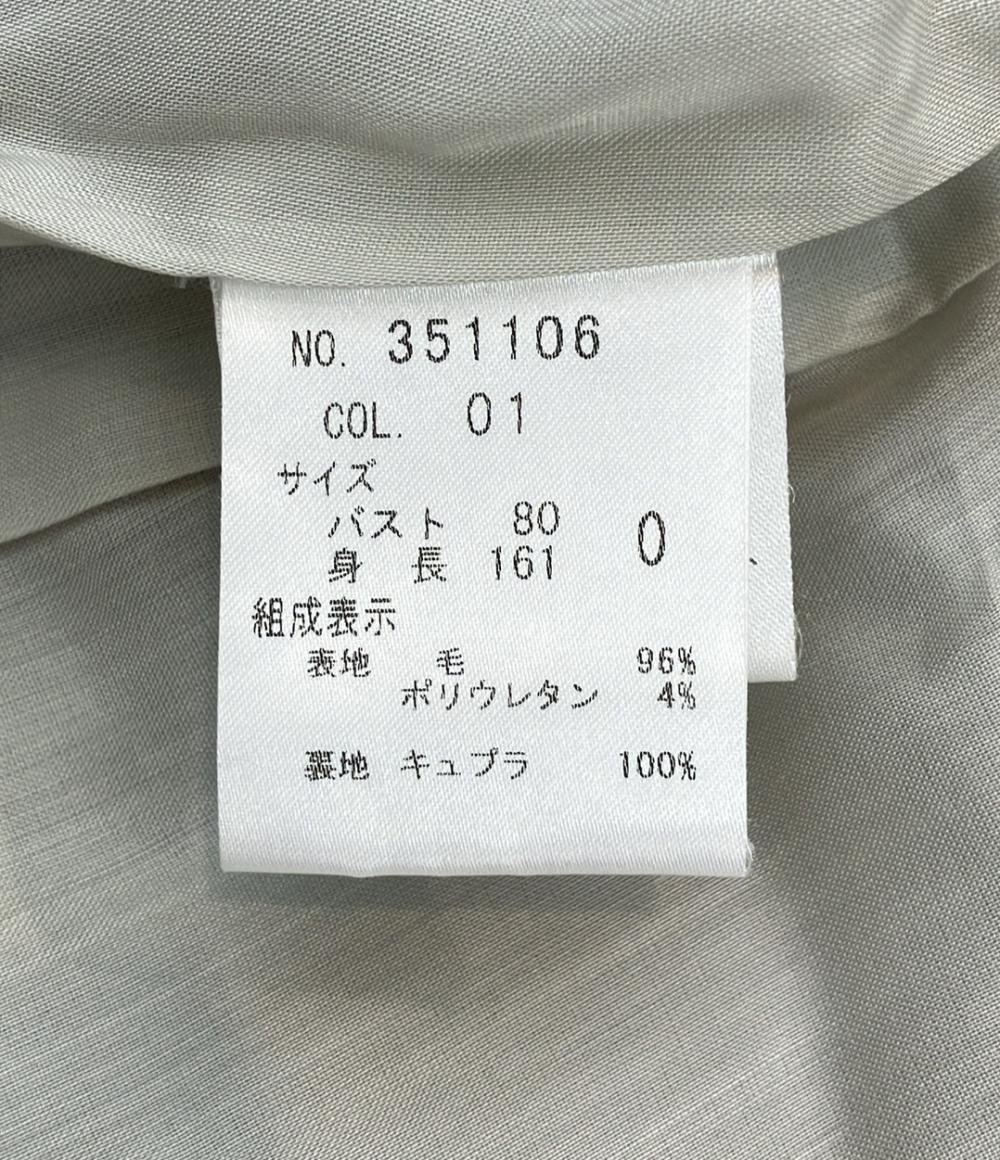 NO. 351106
COL. 01
サイズ
バスト 80
身 長 161 0
組成表示
表地 毛 96%
ポリウレタン 4%
裏地 キュプラ 100%